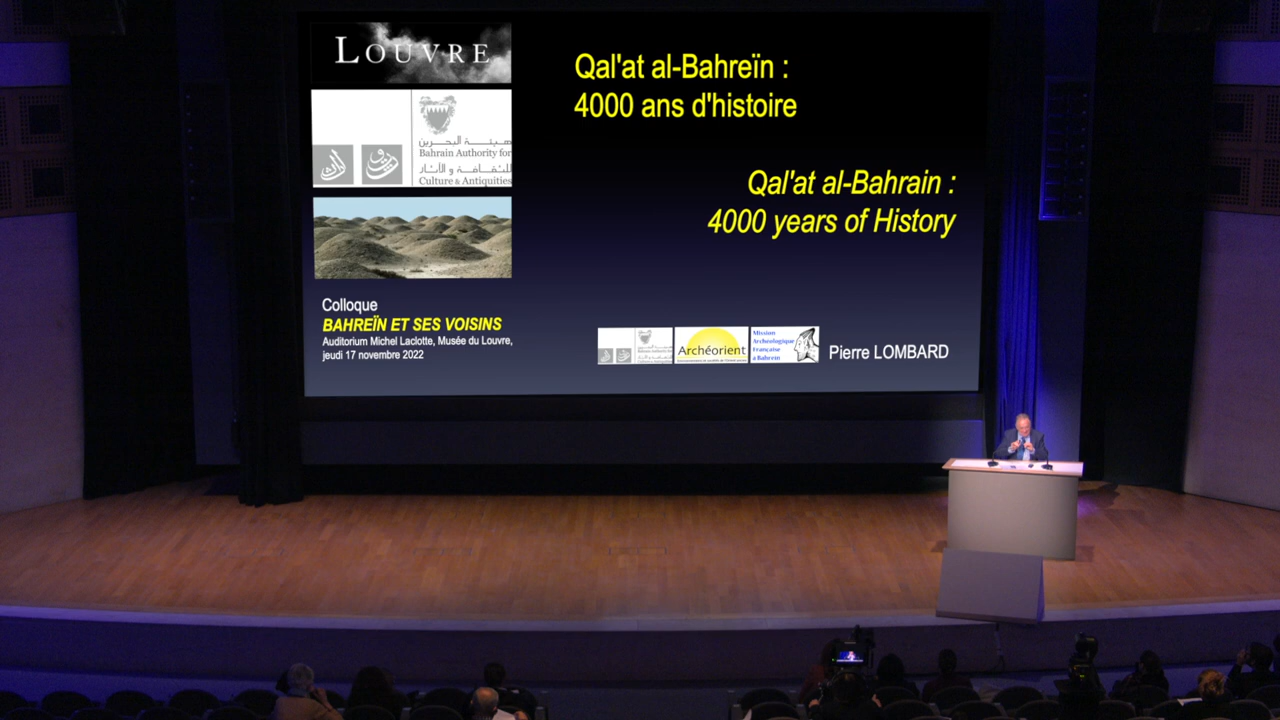 LOUVRE
هيئة البحرين
Bahrain Authority for
للثقافة و الآثار
Culture & Antiquities
Colloque
BAHREÏN ET SES VOISINS
Auditorium Michel Laclotte, Musée du Louvre,
jeudi 17 novembre 2022
Qal'at al-Bahreïn :
4000 ans d'histoire
Qal'at al-Bahrain :
4000 years of History
Archéorient
Mission
Archéologique
Française
à Bahreïn
Pierre LOMBARD